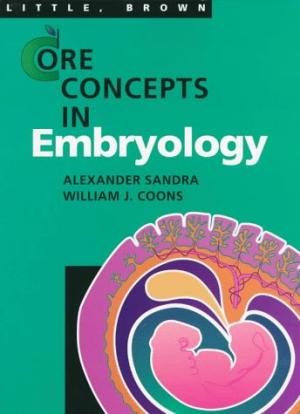 LITTLE, BROWN
CORE
CONCEPTS
IN
Embryology
ALEXANDER SANDRA
WILLIAM J. COONS